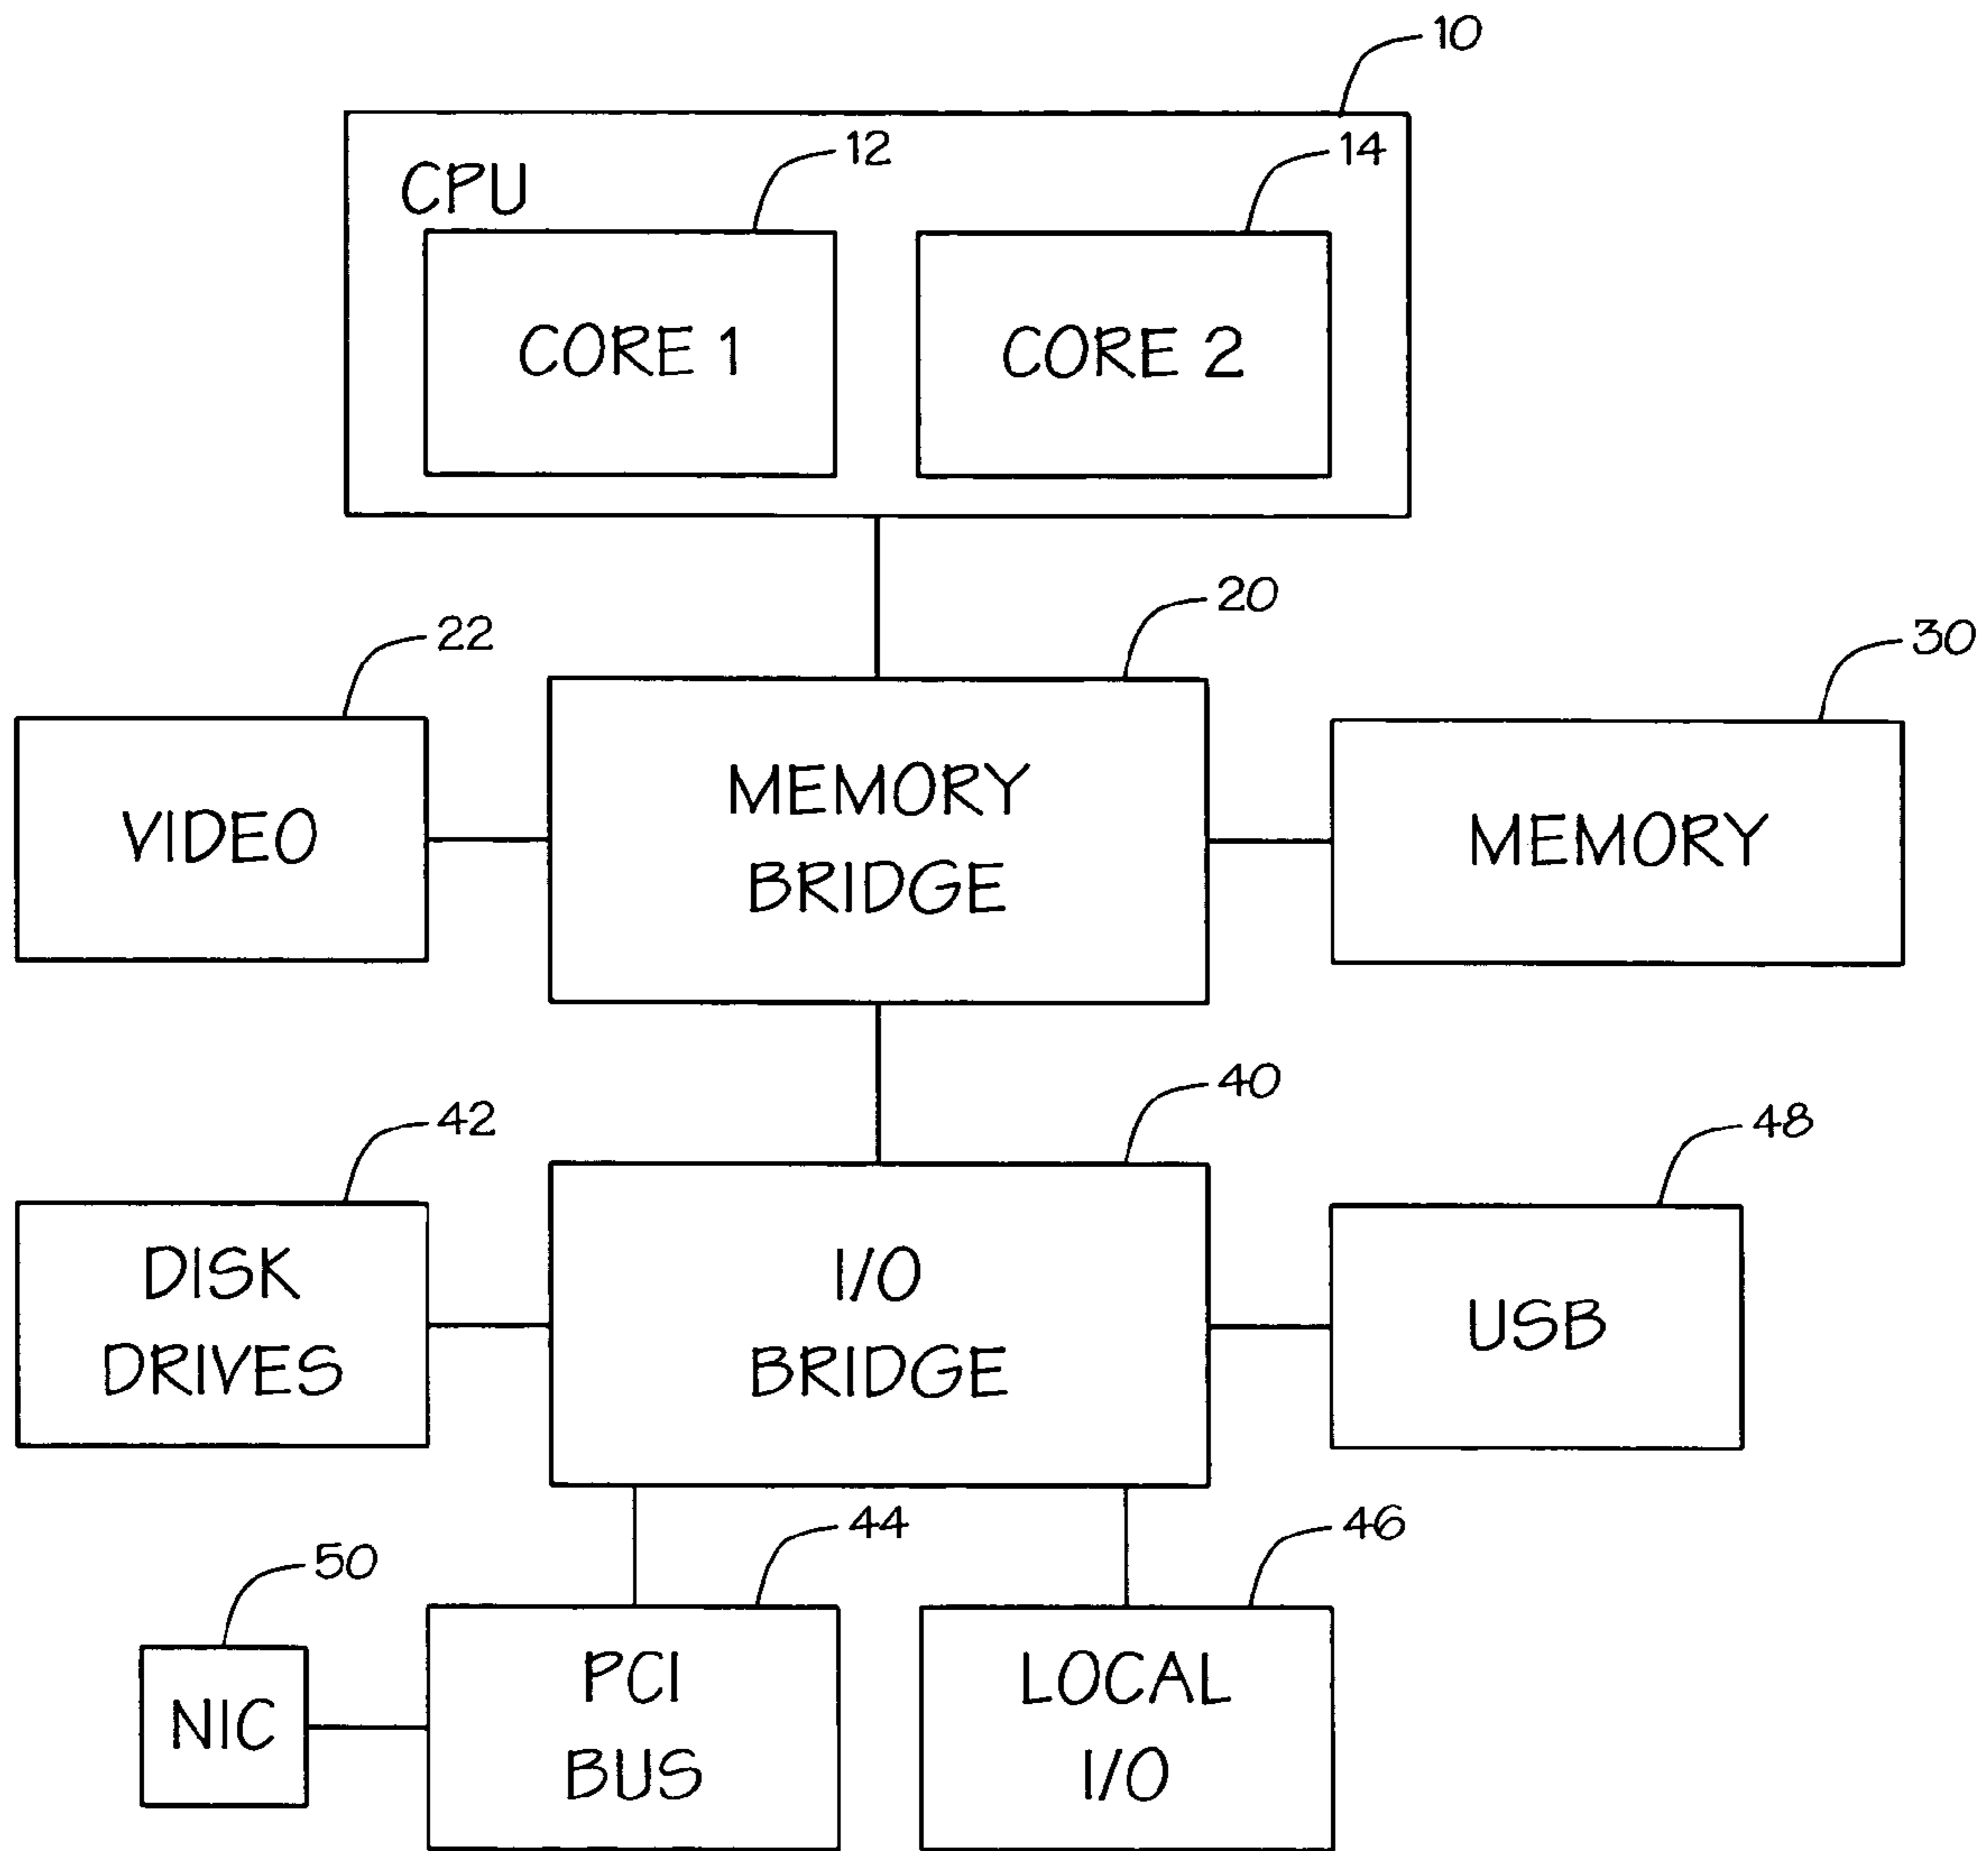 10
CPU
12
14
CORE 1
CORE 2
20
22
30
VIDEO
MEMORY
BRIDGE
MEMORY
40
42
48
DISK
DRIVES
I/O
BRIDGE
USB
44
46
50
NIC
PCI
BUS
LOCAL
I/O